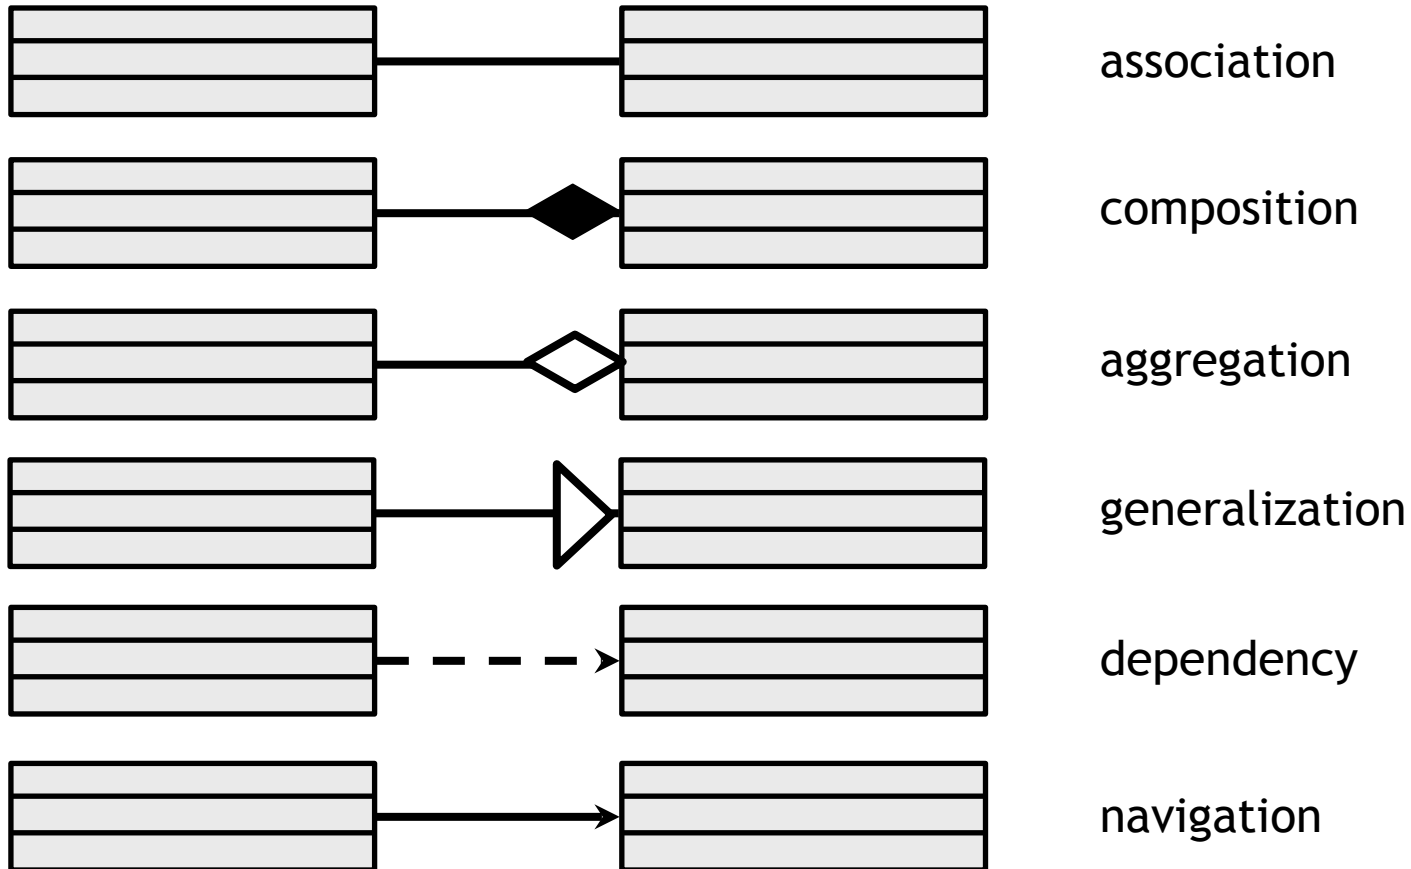 association
composition
aggregation
generalization
dependency
navigation